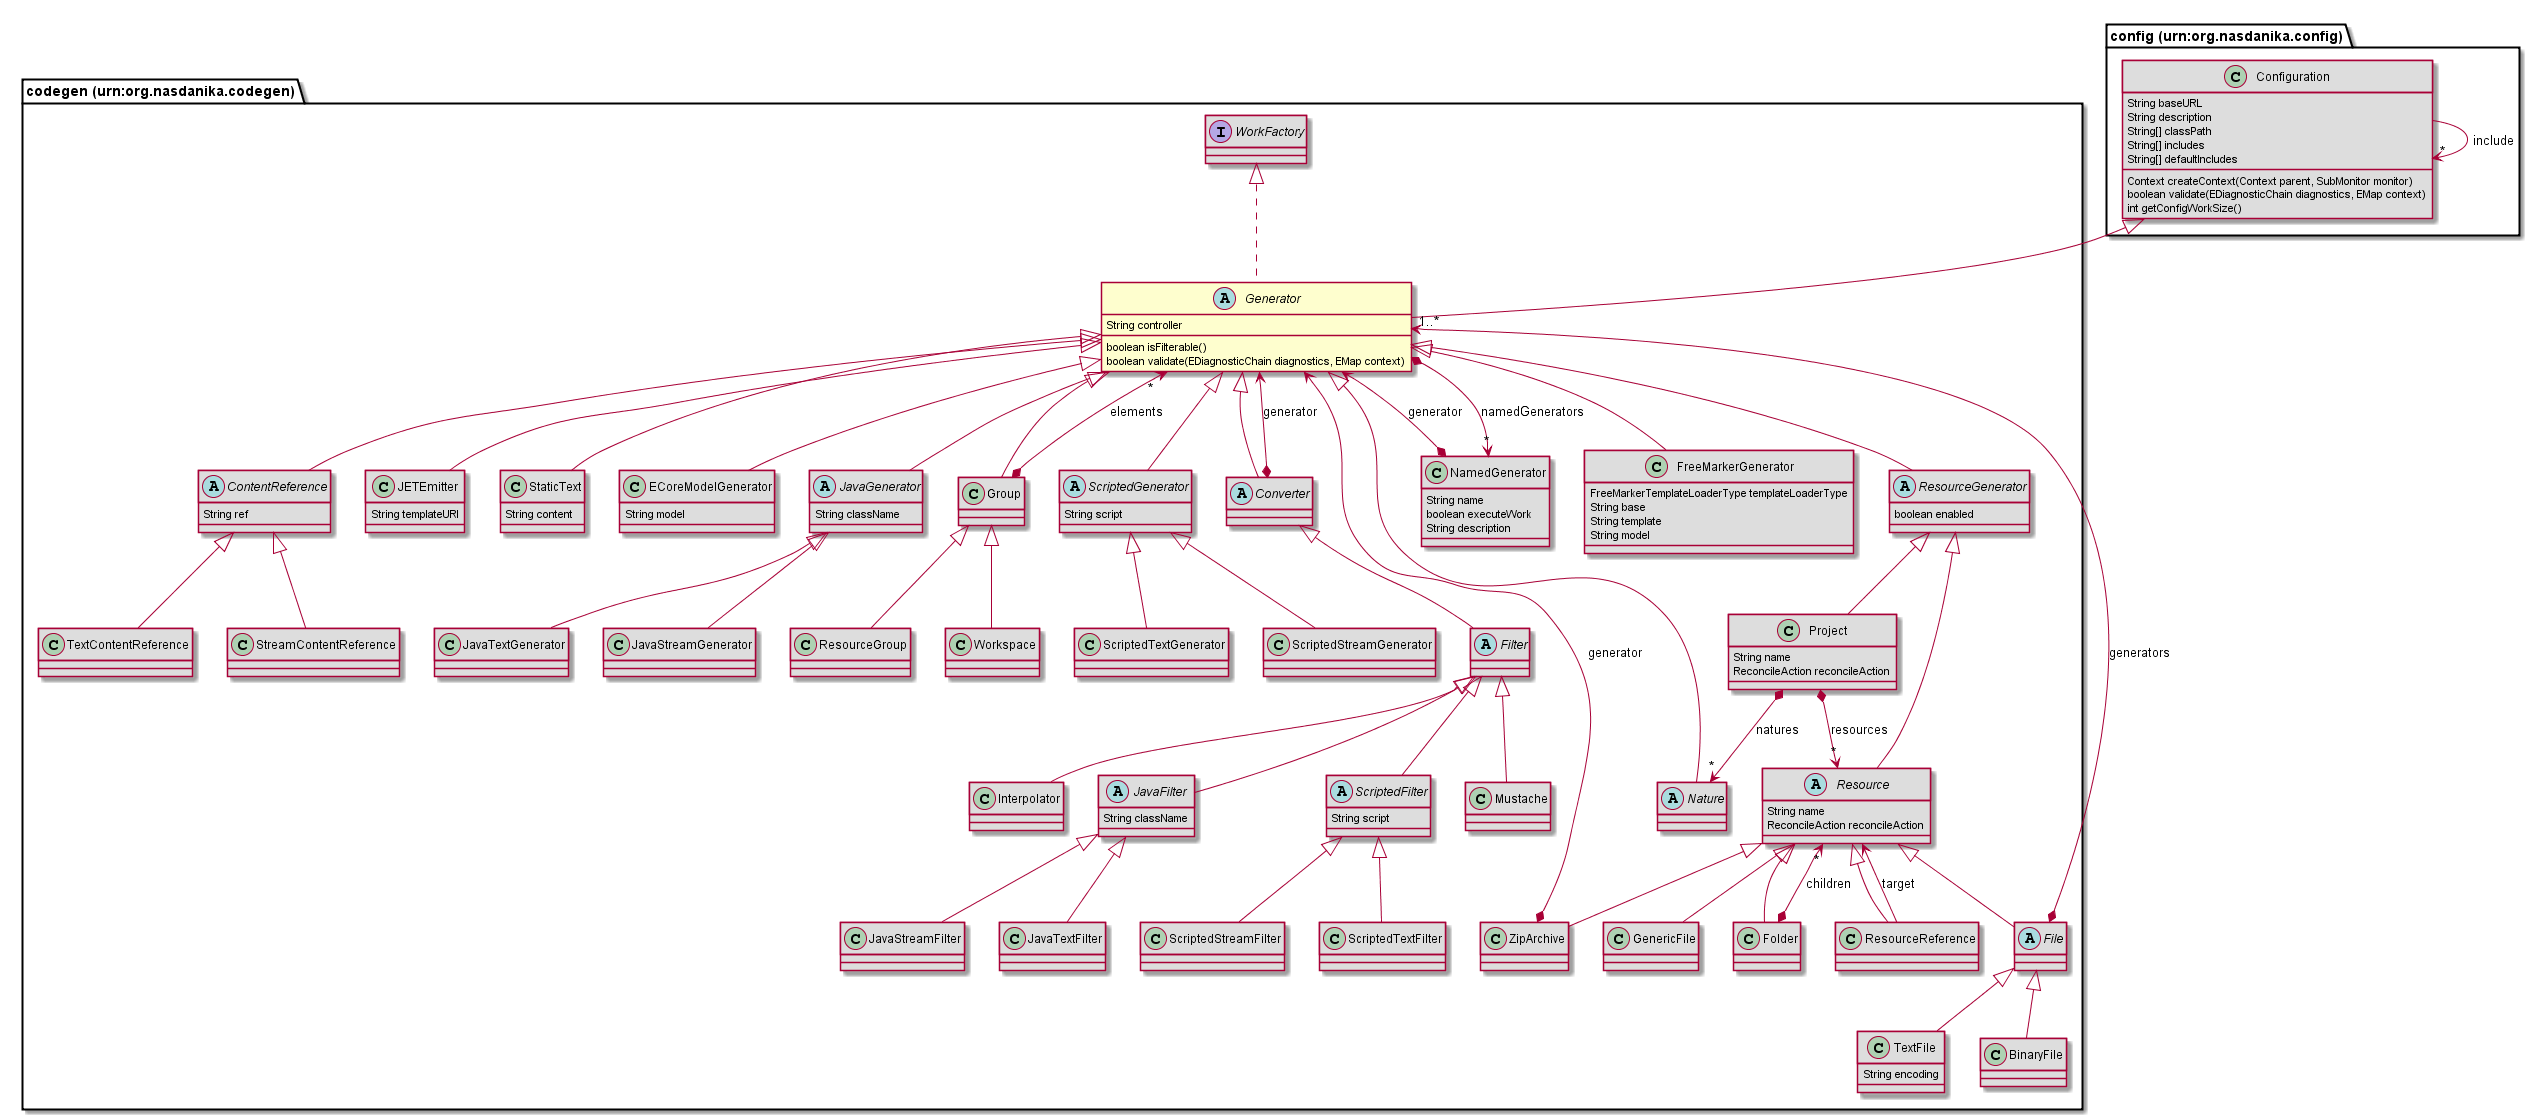 config (urn:org.nasdanika.config)
C Configuration
String baseURL
String description
String[] classPath
String[] includes
String[] defaultIncludes
Context createContext(Context parent, SubMonitor monitor)
boolean validate(EDiagnosticChain diagnostics, EMap context)
int getConfigWorkSize()
include
*
codegen (urn:org.nasdanika.codegen)
I WorkFactory
A Generator
String controller
boolean isFilterable()
boolean validate(EDiagnosticChain diagnostics, EMap context)
1..*
*
elements
generator
generator
namedGenerators
*
A ContentReference
String ref
C JETEmitter
String templateURI
C StaticText
String content
C ECoreModelGenerator
String model
A JavaGenerator
String className
C Group
A ScriptedGenerator
String script
A Converter
C NamedGenerator
String name
boolean executeWork
String description
C FreeMarkerGenerator
FreeMarkerTemplateLoaderType templateLoaderType
String base
String template
String model
A ResourceGenerator
boolean enabled
C TextContentReference
C StreamContentReference
C JavaTextGenerator
C JavaStreamGenerator
C ResourceGroup
C Workspace
C ScriptedTextGenerator
C ScriptedStreamGenerator
A Filter
generator
C Project
String name
ReconcileAction reconcileAction
generators
natures
resources
*
*
C Interpolator
A JavaFilter
String className
A ScriptedFilter
String script
C Mustache
A Nature
A Resource
String name
ReconcileAction reconcileAction
*
children
target
C JavaStreamFilter
C JavaTextFilter
C ScriptedStreamFilter
C ScriptedTextFilter
C ZipArchive
C GenericFile
C Folder
C ResourceReference
A File
C TextFile
String encoding
C BinaryFile